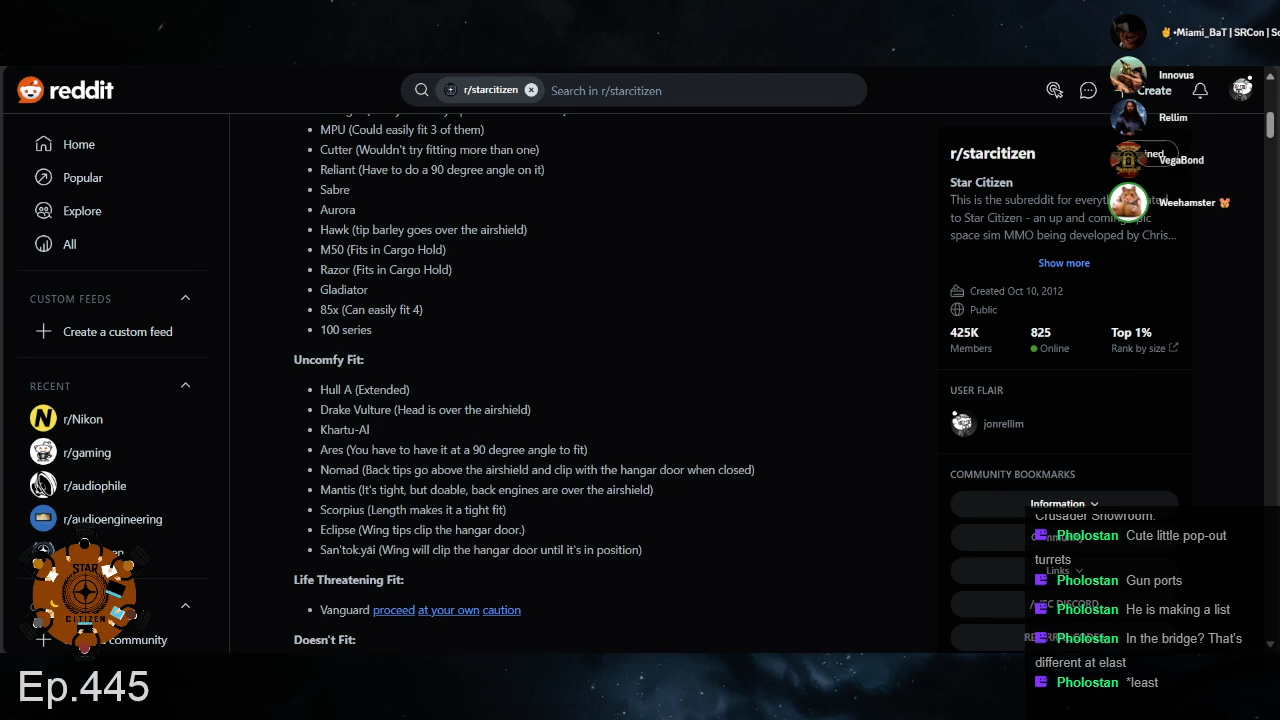 ✌️•Miami_BaT | SRCon | Sc
reddit
r/starcitizen
Search in r/starcitizen
Innovus
Create
Rellim
VegaBond
Weehamster 🐹
Home
Popular
Explore
All
CUSTOM FEEDS
Create a custom feed
RECENT
r/Nikon
r/gaming
r/audiophile
r/audioengineering
MPU (Could easily fit 3 of them)
Cutter (Wouldn't try fitting more than one)
Reliant (Have to do a 90 degree angle on it)
Sabre
Aurora
Hawk (tip barley goes over the airshield)
M50 (Fits in Cargo Hold)
Razor (Fits in Cargo Hold)
Gladiator
85x (Can easily fit 4)
100 series
Uncomfy Fit:
Hull A (Extended)
Drake Vulture (Head is over the airshield)
Khartu-Al
Ares (You have to have it at a 90 degree angle to fit)
Nomad (Back tips go above the airshield and clip with the hangar door when closed)
Mantis (It's tight, but doable, back engines are over the airshield)
Scorpius (Length makes it a tight fit)
Eclipse (Wing tips clip the hangar door.)
San'tok.yāi (Wing will clip the hangar door until it's in position)
Life Threatening Fit:
Vanguard proceed at your own caution
Doesn't Fit:
r/starcitizen
Star Citizen
This is the subreddit for everything related
to Star Citizen - an up and coming epic
space sim MMO being developed by Chris...
Show more
Created Oct 10, 2012
Public
425K
825
Top 1%
Members
Online
Rank by size
USER FLAIR
jonrellim
COMMUNITY BOOKMARKS
Information
Links
Crusader Showroom.
Pholostan Cute little pop-out
turrets
Pholostan Gun ports
Pholostan He is making a list
Pholostan In the bridge? That's
different at elast
Pholostan *least
STAR
CITIZEN
Ep.445